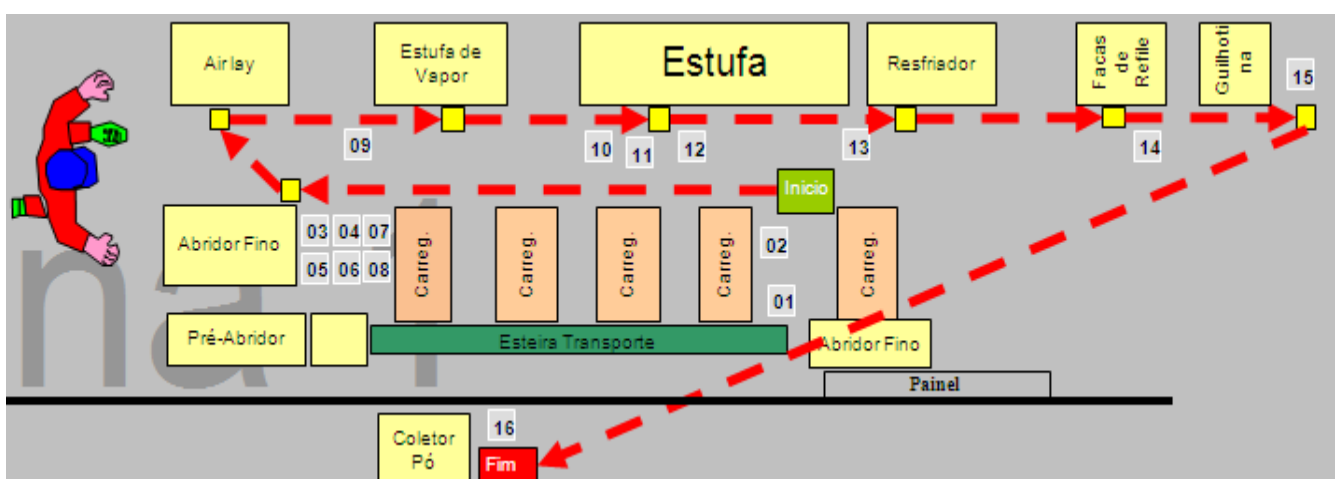 Airlay
Estufa de
Vapor
Estufa
Resfriador
Facas
de
Refile
Guilhoti
na
15
09
10
11
12
13
14
Inicio
Abridor Fino
03 04 07
05 06 08
Carreg.
Carreg.
Carreg.
Carreg.
02
01
Carreg.
Pré-Abridor
Esteira Transporte
Abridor Fino
Painel
Coletor
Pó
16
Fim